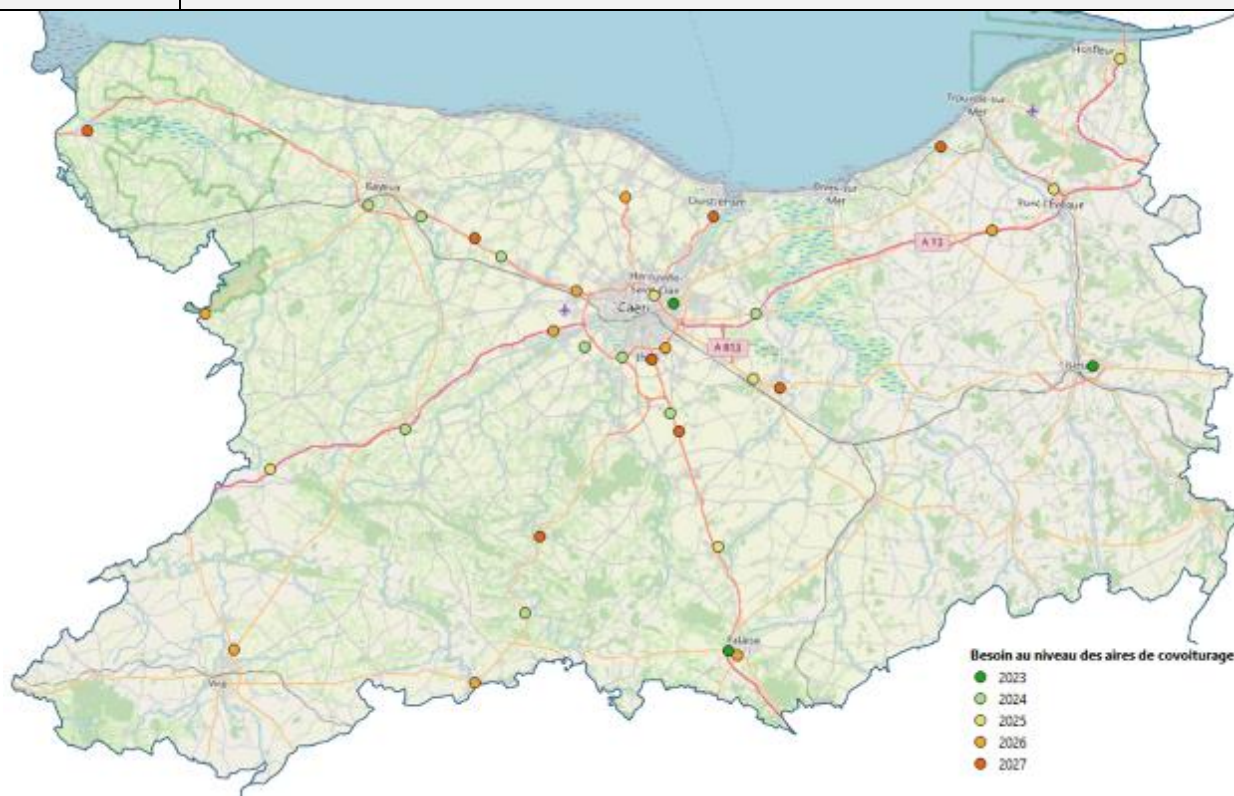 Honfleur
Trouville-sur-
Mer
Bayeux
Ouistreham
Dives-sur
Mer
Pont-l'Évêque
A 13
Hérouville-
Saint-Clair
Caen
A 813
Falaise
Vire
Besoin au niveau des aires de covoiturage
2023
2024
2025
2026
2027